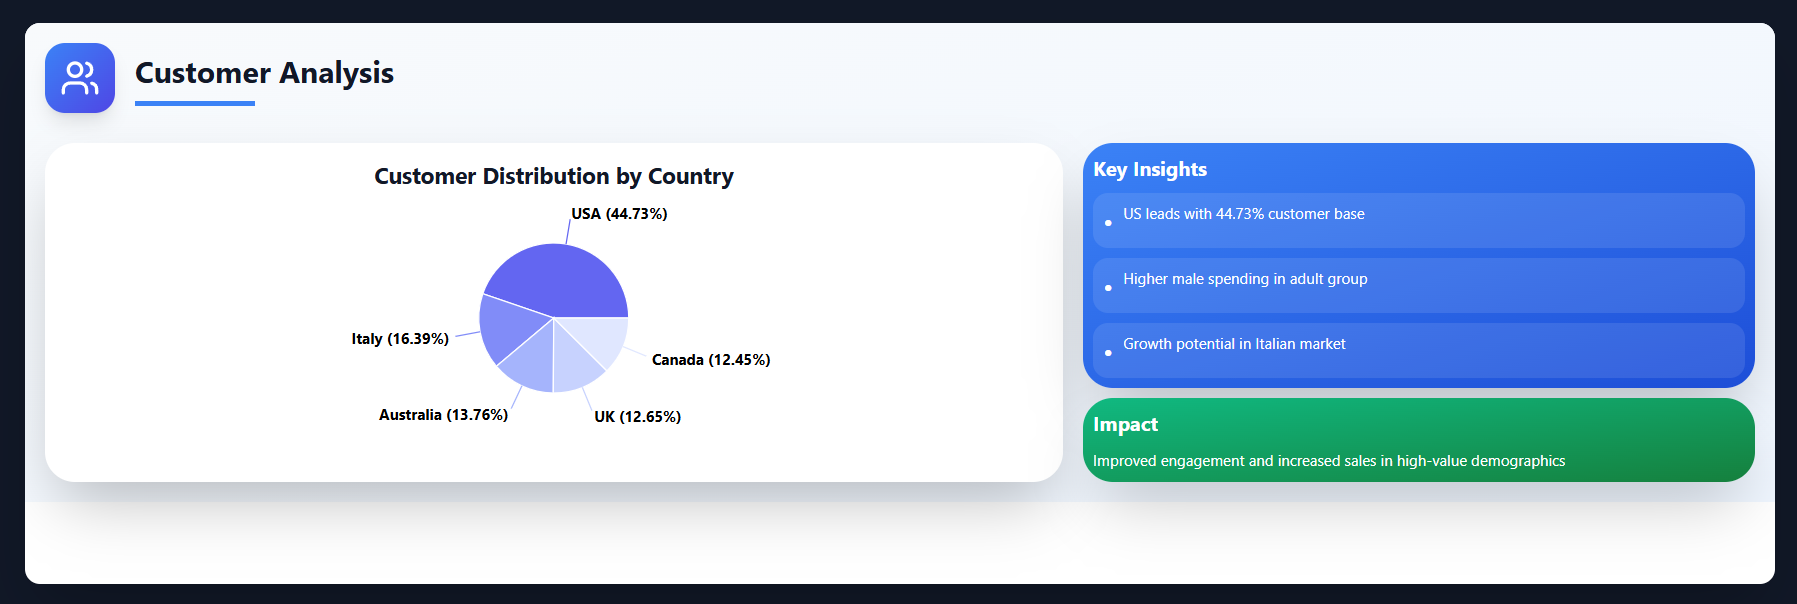 Customer Analysis
Customer Distribution by Country
USA (44.73%)
Italy (16.39%)
Canada (12.45%)
Australia (13.76%)
UK (12.65%)
Key Insights
US leads with 44.73% customer base
Higher male spending in adult group
Growth potential in Italian market
Impact
Improved engagement and increased sales in high-value demographics